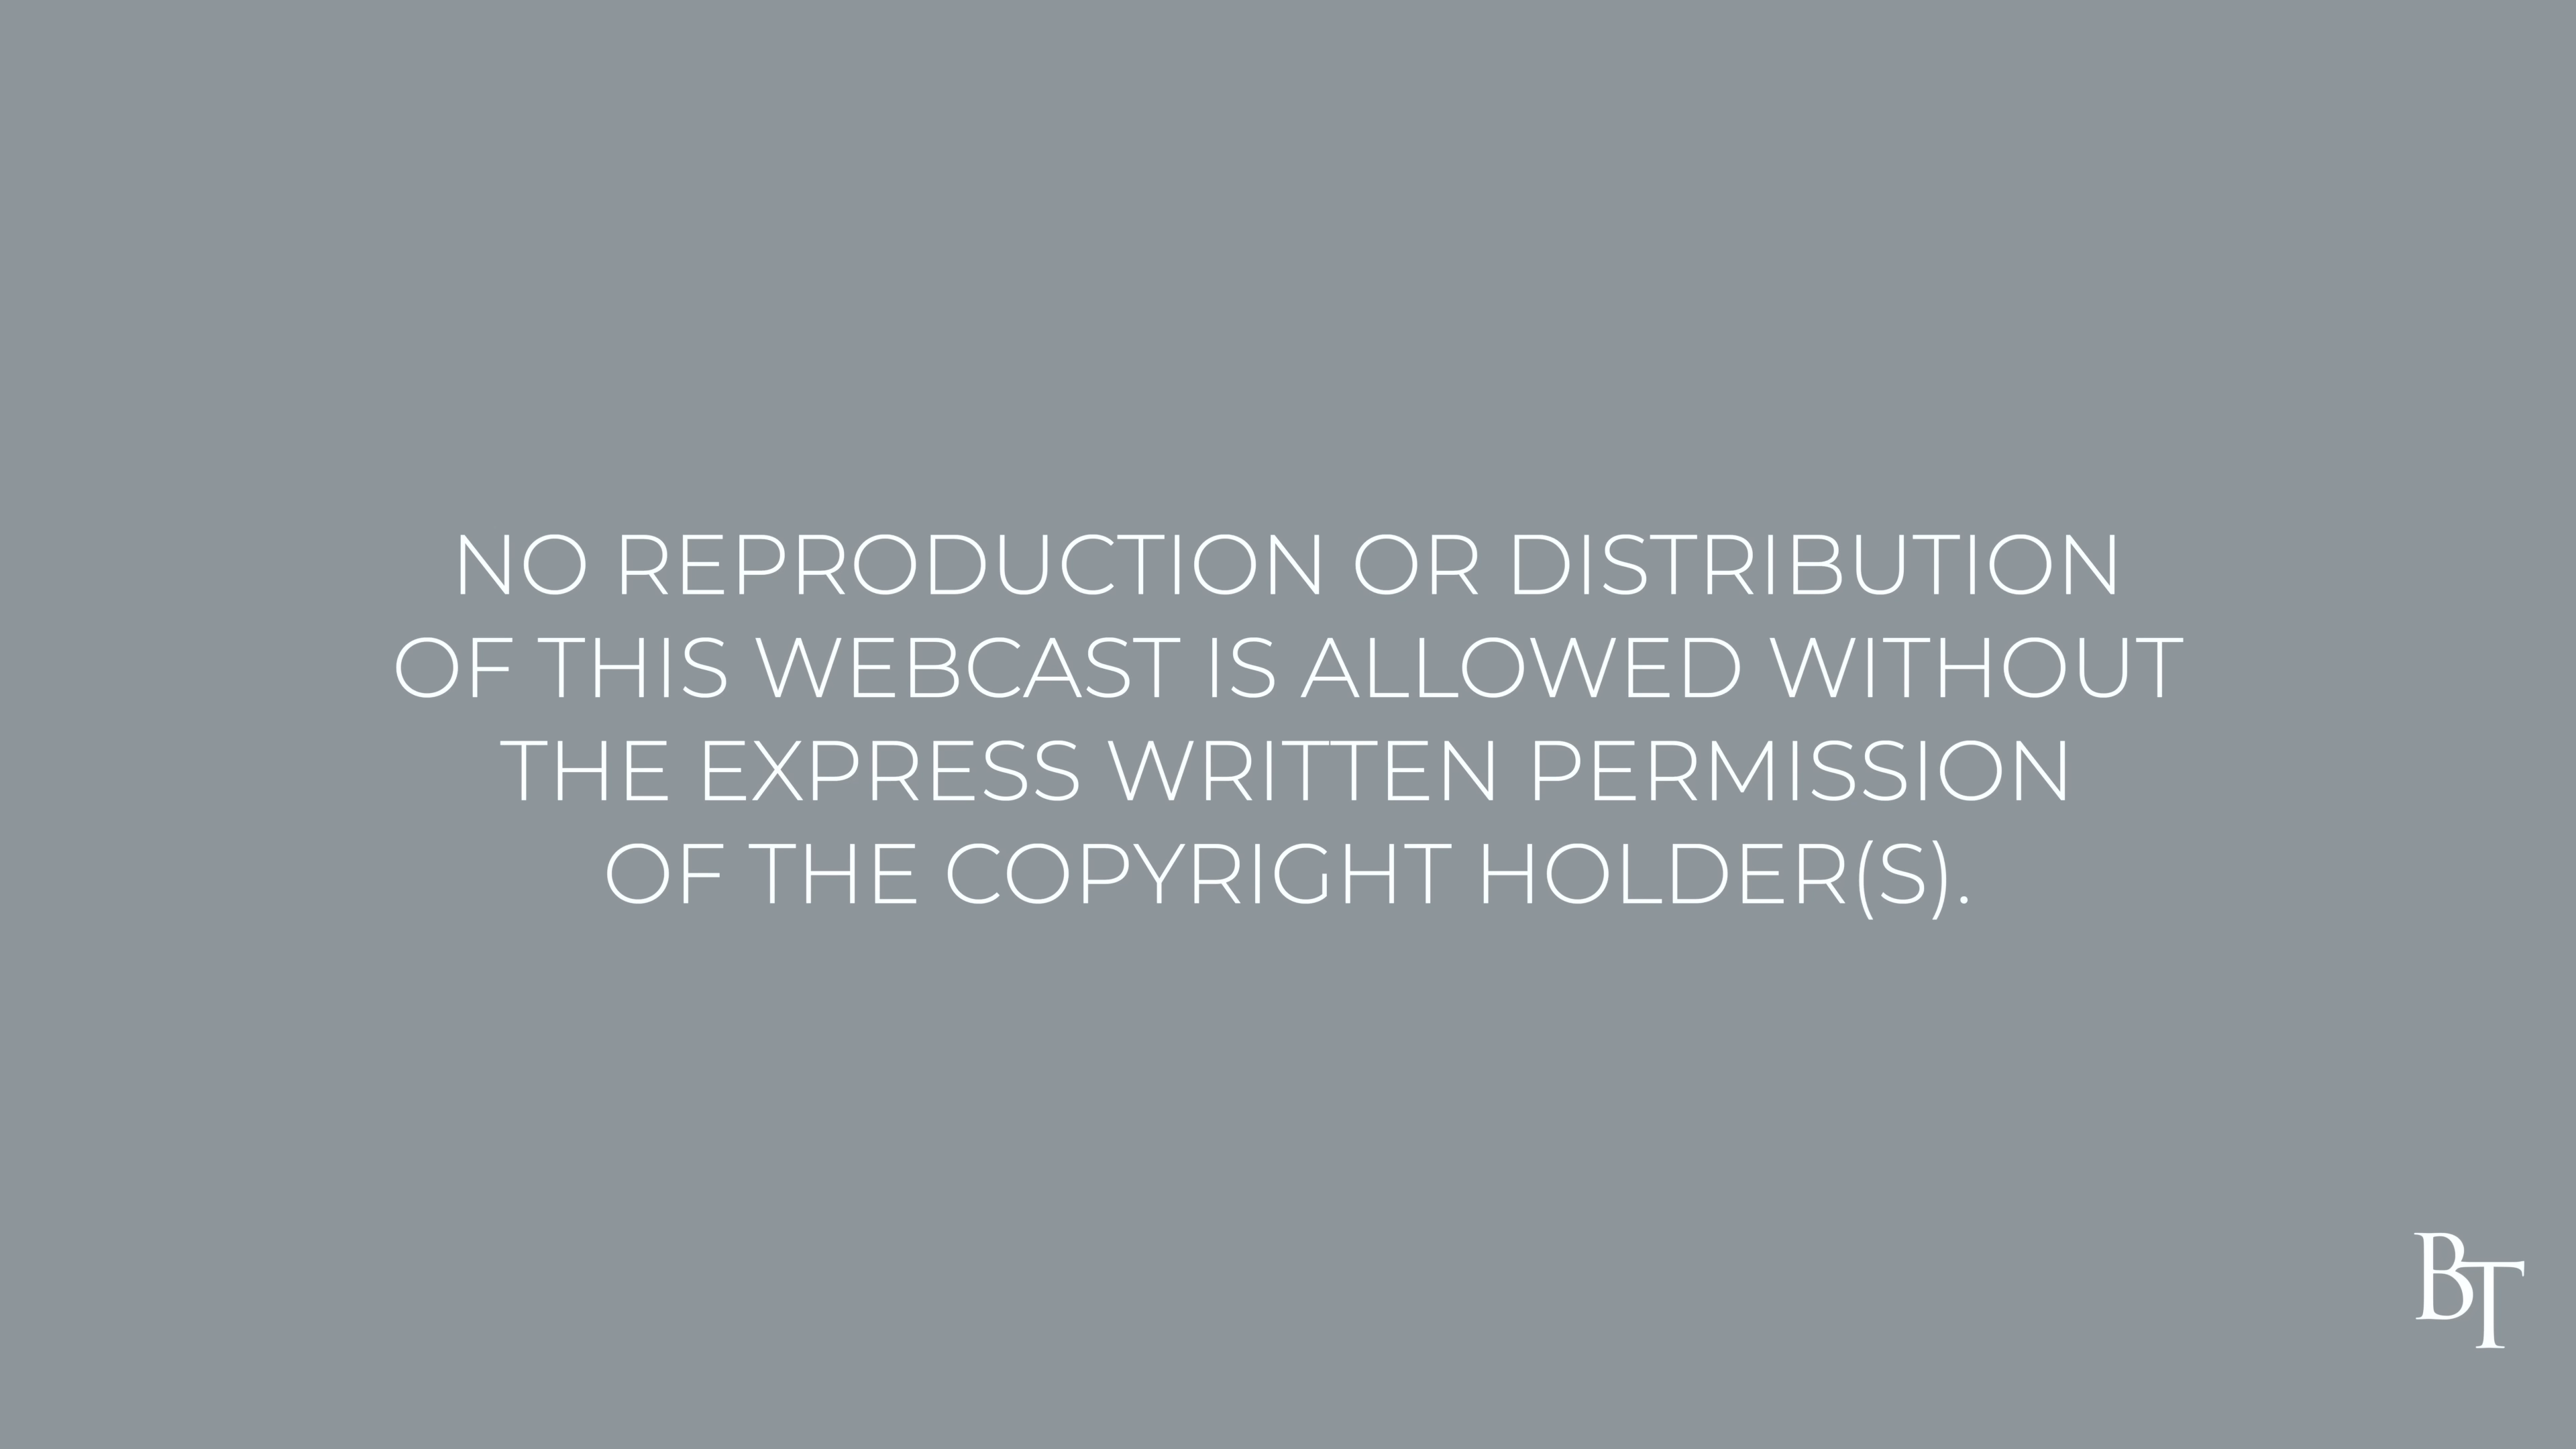 NO REPRODUCTION OR DISTRIBUTION
OF THIS WEBCAST IS ALLOWED WITHOUT
THE EXPRESS WRITTEN PERMISSION
OF THE COPYRIGHT HOLDER(S).
BT